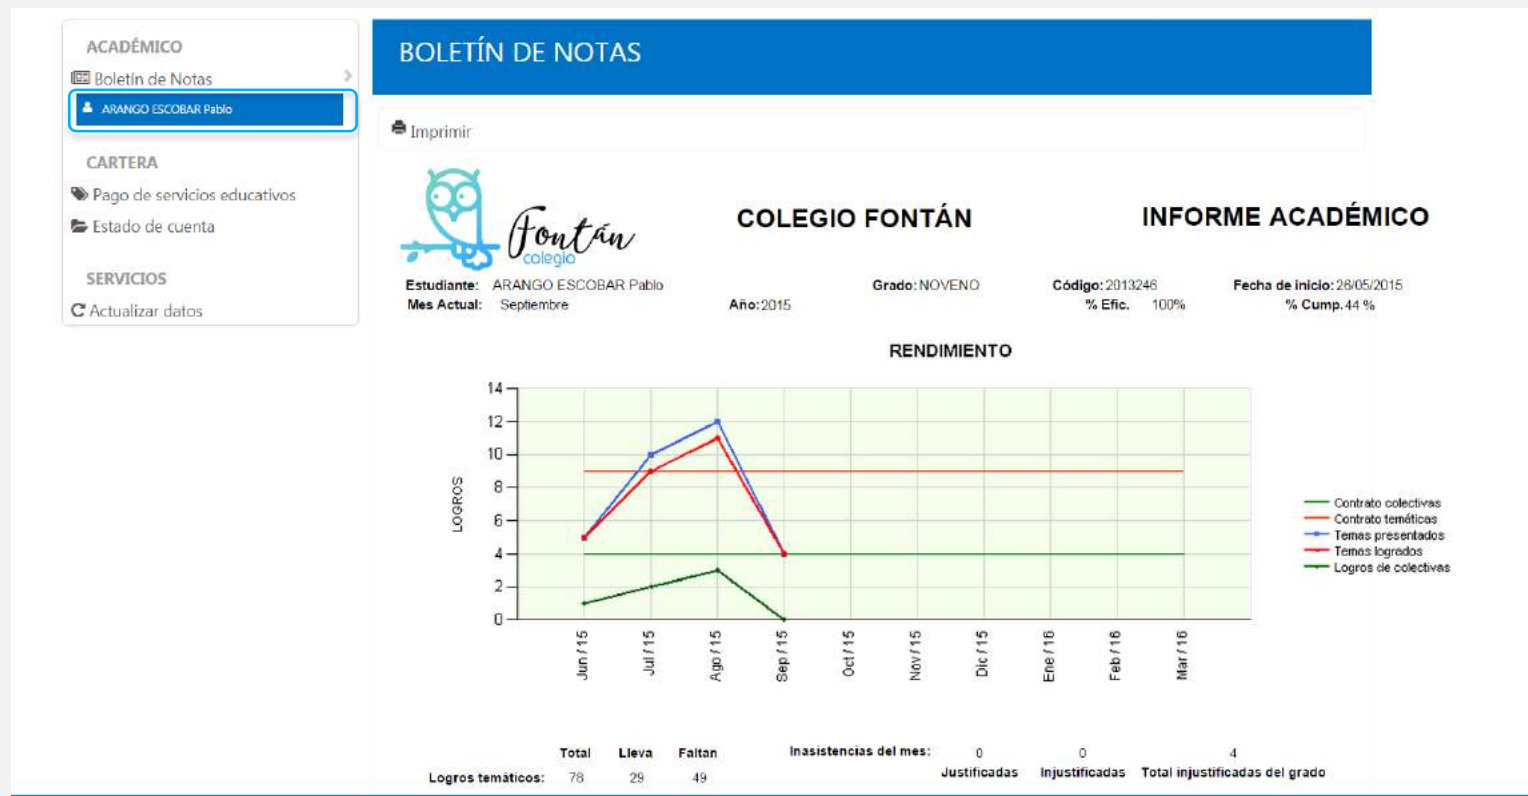 ACADÉMICO
Boletín de Notas
ARANGO ESCOBAR Pablo
CARTERA
Pago de servicios educativos
Estado de cuenta
SERVICIOS
Actualizar datos
BOLETÍN DE NOTAS
Imprimir
Fontán
colegio
COLEGIO FONTÁN
INFORME ACADÉMICO
Estudiante: ARANGO ESCOBAR Pablo Grado: NOVENO Código: 2013246 Fecha de inicio: 26/05/2015
Mes Actual: Septiembre Año: 2015 % Efic. 100% % Cump. 44 %
RENDIMIENTO
LOGROS
14
12
10
8
6
4
2
0
Jun / 15
Jul / 15
Ago / 15
Sep / 15
Oct / 15
Nov / 15
Dic / 15
Ene / 16
Feb / 16
Mar / 16
Contrato colectivas
Contrato temáticas
Temas presentados
Temas logrados
Logros de colectivas
Total Lleva Faltan
Logros temáticos: 78 29 49
Inasistencias del mes: 0 0 4
Justificadas Injustificadas Total injustificadas del grado